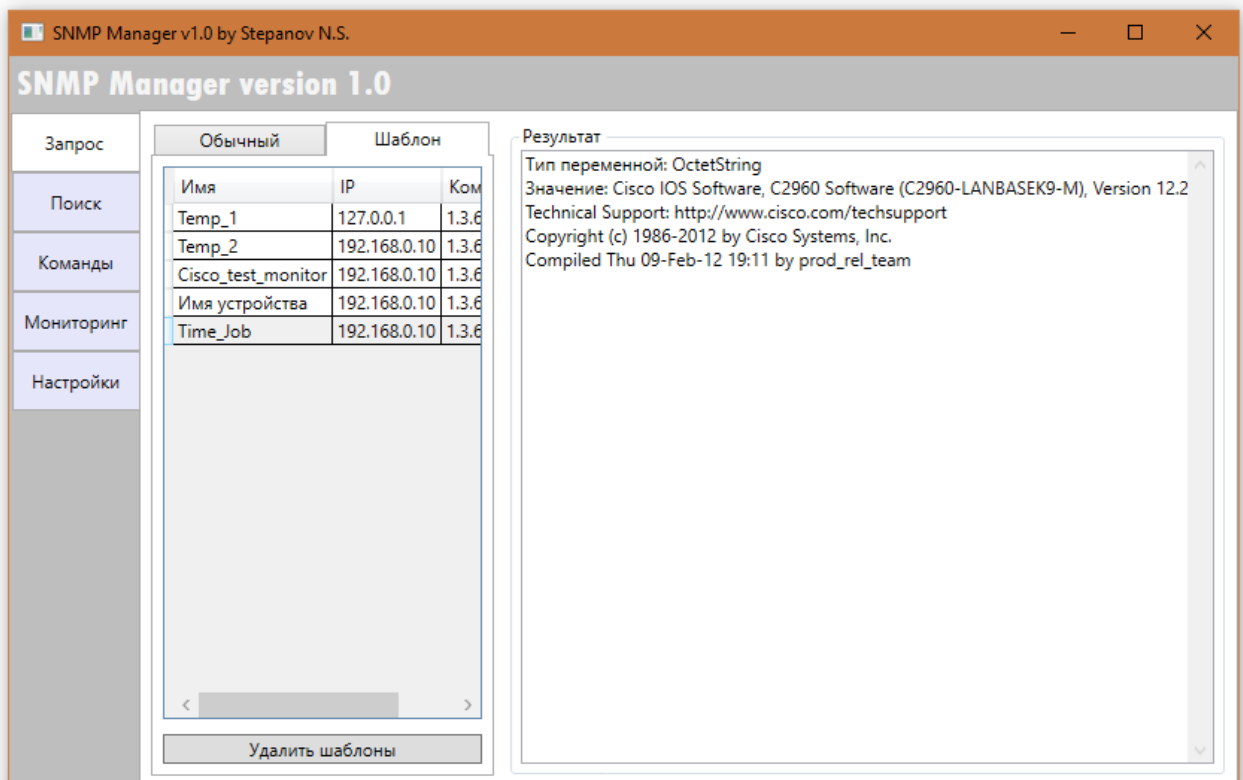 SNMP Manager v1.0 by Stepanov N.S.
SNMP Manager version 1.0
Запрос
Поиск
Команды
Мониторинг
Настройки
Обычный Шаблон
Имя IP Ком
Temp_1 127.0.0.1 1.3.6
Temp_2 192.168.0.10 1.3.6
Cisco_test_monitor 192.168.0.10 1.3.6
Имя устройства 192.168.0.10 1.3.6
Time_Job 192.168.0.10 1.3.6
Удалить шаблоны
Результат
Тип переменной: OctetString
Значение: Cisco IOS Software, C2960 Software (C2960-LANBASEK9-M), Version 12.2
Technical Support: http://www.cisco.com/techsupport
Copyright (c) 1986-2012 by Cisco Systems, Inc.
Compiled Thu 09-Feb-12 19:11 by prod_rel_team